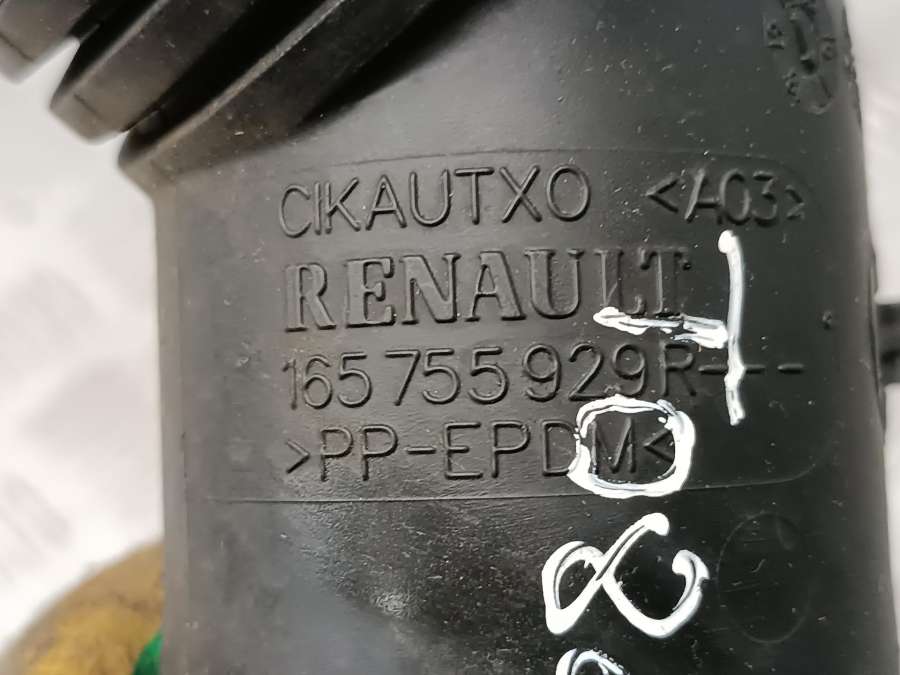 CIKAUTXO <A03>
RENAULT
165755929R---
>PP-EPDM<